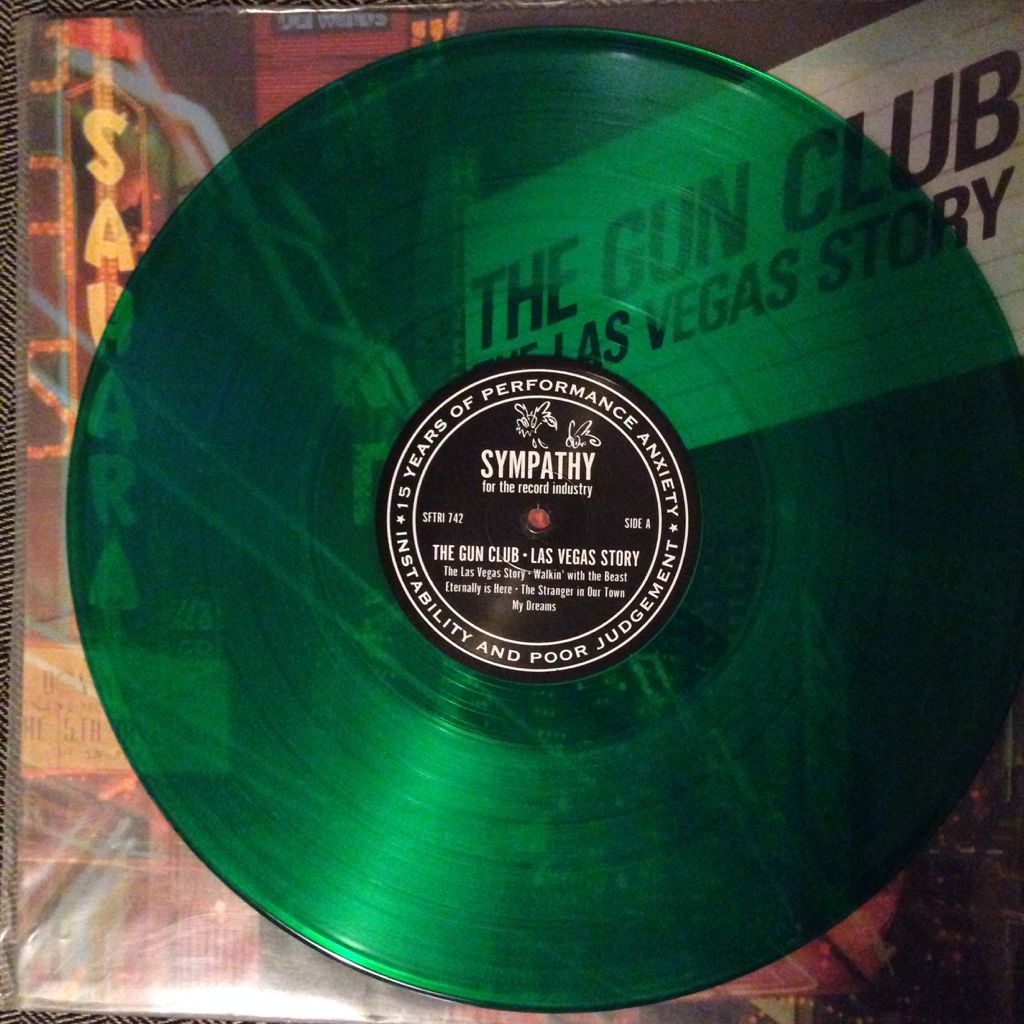 SAHARA
THE GUN CLUB
THE LAS VEGAS STORY
★ 15 YEARS OF PERFORMANCE ANXIETY ★
INSTABILITY AND POOR JUDGEMENT
SYMPATHY
for the record industry
SFTRI 742
SIDE A
THE GUN CLUB • LAS VEGAS STORY
The Las Vegas Story • Walkin' with the Beast
Eternally is Here • The Stranger in Our Town
My Dreams